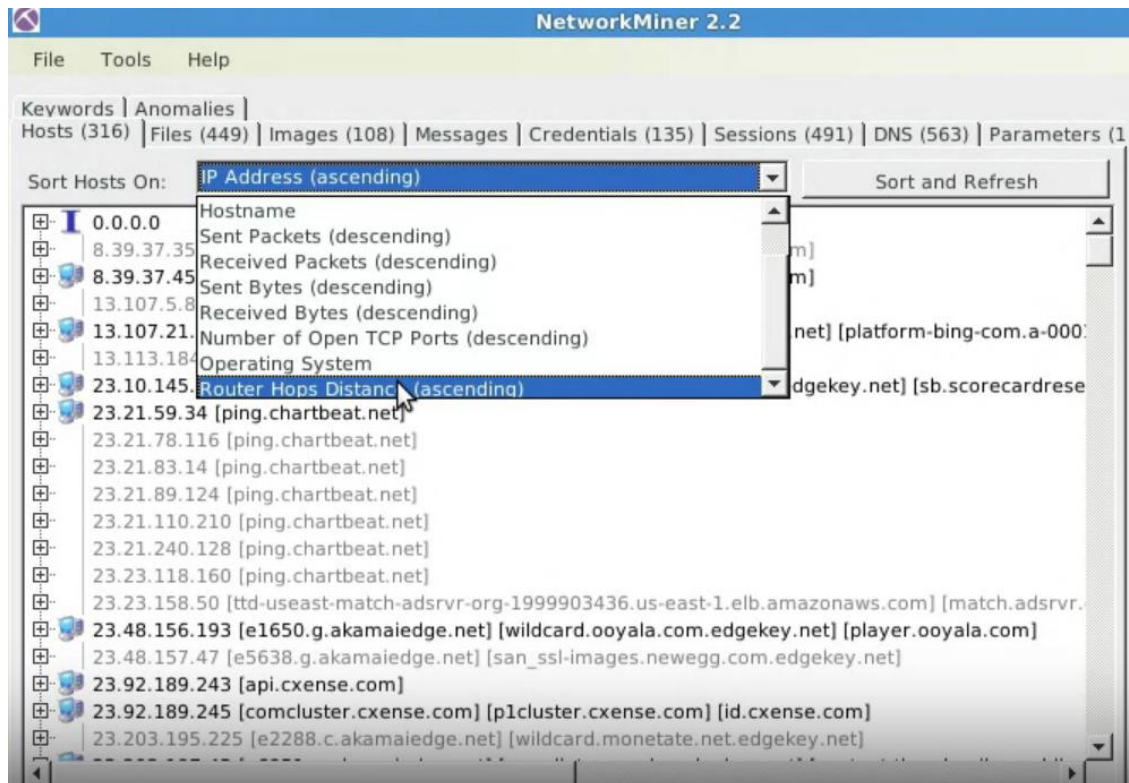 NetworkMiner 2.2
File Tools Help
Keywords Anomalies
Hosts (316) Files (449) Images (108) Messages Credentials (135) Sessions (491) DNS (563) Parameters (1
Sort Hosts On: IP Address (ascending) Sort and Refresh
Hostname
Sent Packets (descending)
Received Packets (descending)
Sent Bytes (descending)
Received Bytes (descending)
Number of Open TCP Ports (descending)
Operating System
Router Hops Distance (ascending)
0.0.0.0
8.39.37.35 m]
8.39.37.45 m]
13.107.5.8
13.107.21. .net] [platform-bing-com.a-000
13.113.184
23.10.145. dgekey.net] [sb.scorecardrese
23.21.59.34 [ping.chartbeat.net]
23.21.78.116 [ping.chartbeat.net]
23.21.83.14 [ping.chartbeat.net]
23.21.89.124 [ping.chartbeat.net]
23.21.110.210 [ping.chartbeat.net]
23.21.240.128 [ping.chartbeat.net]
23.23.118.160 [ping.chartbeat.net]
23.23.158.50 [ttd-useast-match-adsrvr-org-1999903436.us-east-1.elb.amazonaws.com] [match.adsrvr.
23.48.156.193 [e1650.g.akamaiedge.net] [wildcard.ooyala.com.edgekey.net] [player.ooyala.com]
23.48.157.47 [e5638.g.akamaiedge.net] [san_ssl-images.newegg.com.edgekey.net]
23.92.189.243 [api.cxense.com]
23.92.189.245 [comcluster.cxense.com] [p1cluster.cxense.com] [id.cxense.com]
23.203.195.225 [e2288.c.akamaiedge.net] [wildcard.monetate.net.edgekey.net]